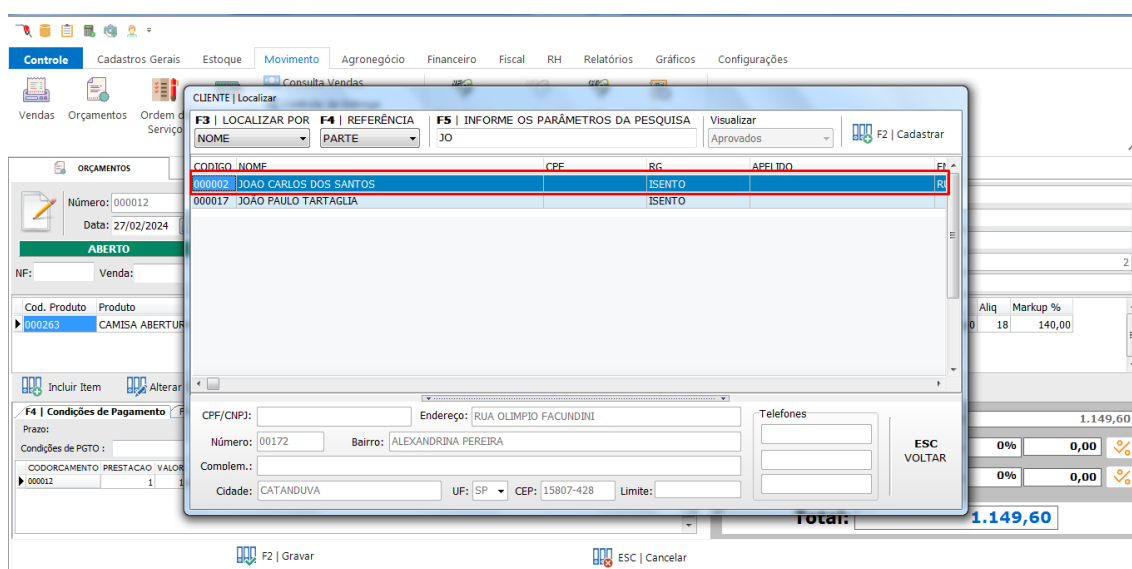 Controle Cadastros Gerais Estoque Movimento Agronegócio Financeiro Fiscal RH Relatórios Gráficos Configurações
Consulta Vendas
Vendas Orçamentos Ordem d
Serviço
CLIENTE | Localizar
F3 | LOCALIZAR POR F4 | REFERÊNCIA F5 | INFORME OS PARÂMETROS DA PESQUISA Visualizar
NOME PARTE JO Aprovados F2 | Cadastrar
CODIGO NOME CPF RG APELIDO
000002 JOAO CARLOS DOS SANTOS ISENTO
000017 JOÃO PAULO TARTAGLIA ISENTO
ORÇAMENTOS
Número: 000012
Data: 27/02/2024
ABERTO
2
NF: Venda:
Cod. Produto Produto Aliq Markup %
000263 CAMISA ABERTUR 0 18 140,00
Incluir Item Alterar
F4 | Condições de Pagamento F
Prazo:
Condições de PGTO :
CODORCAMENTO PRESTACAO VALOR
000012 1 1
CPF/CNPJ: Endereço: RUA OLIMPIO FACUNDINI Telefones
Número: 00172 Bairro: ALEXANDRINA PEREIRA
Complem.:
Cidade: CATANDUVA UF: SP CEP: 15807-428 Limite:
ESC
VOLTAR
1.149,60
0% 0,00
0% 0,00
Total: 1.149,60
F2 | Gravar ESC | Cancelar